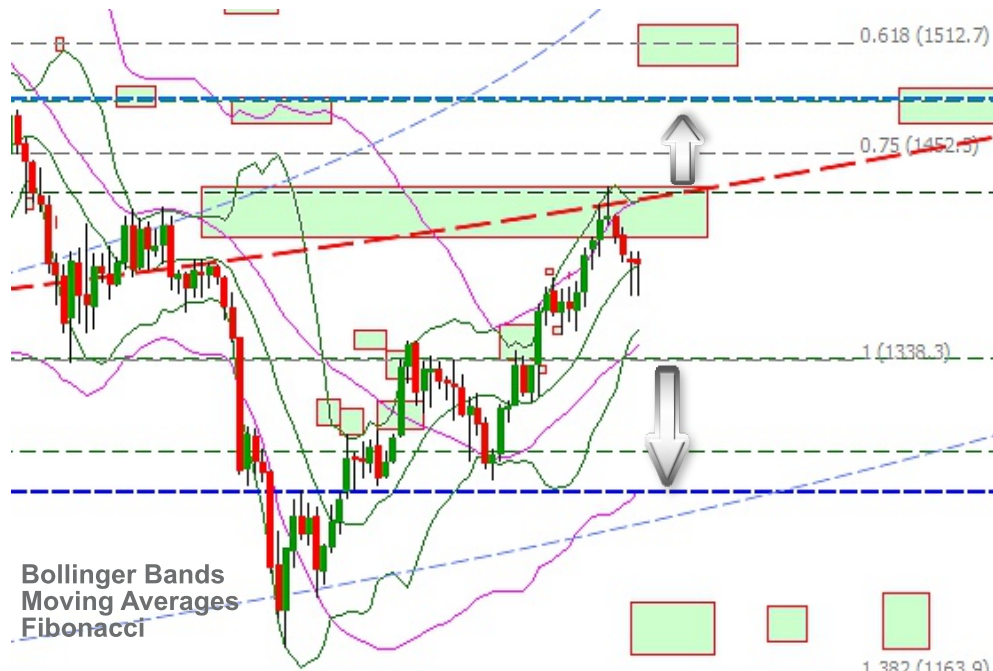 0.618 (1512.7)
0.75 (1452.5)
1 (1338.3)
Bollinger Bands
Moving Averages
Fibonacci
1.382 (1163.9)